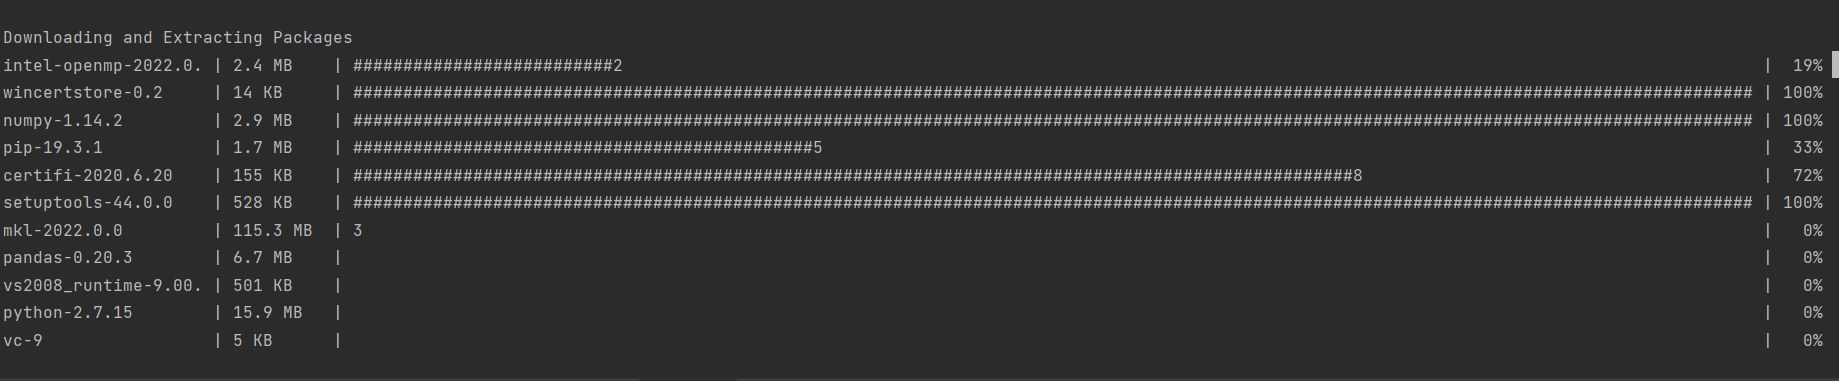 Downloading and Extracting Packages
intel-openmp-2022.0. | 2.4 MB    | ##########################2                                                                                                                  |  19%
wincertstore-0.2     | 14 KB     | ############################################################################################################################################ | 100%
numpy-1.14.2         | 2.9 MB    | ############################################################################################################################################ | 100%
pip-19.3.1           | 1.7 MB    | ##############################################5                                                                                              |  33%
certifi-2020.6.20    | 155 KB    | ####################################################################################################8                                        |  72%
setuptools-44.0.0    | 528 KB    | ############################################################################################################################################ | 100%
mkl-2022.0.0         | 115.3 MB  | 3                                                                                                                                            |   0%
pandas-0.20.3        | 6.7 MB    |                                                                                                                                              |   0%
vs2008_runtime-9.00. | 501 KB    |                                                                                                                                              |   0%
python-2.7.15        | 15.9 MB   |                                                                                                                                              |   0%
vc-9                 | 5 KB      |                                                                                                                                              |   0%